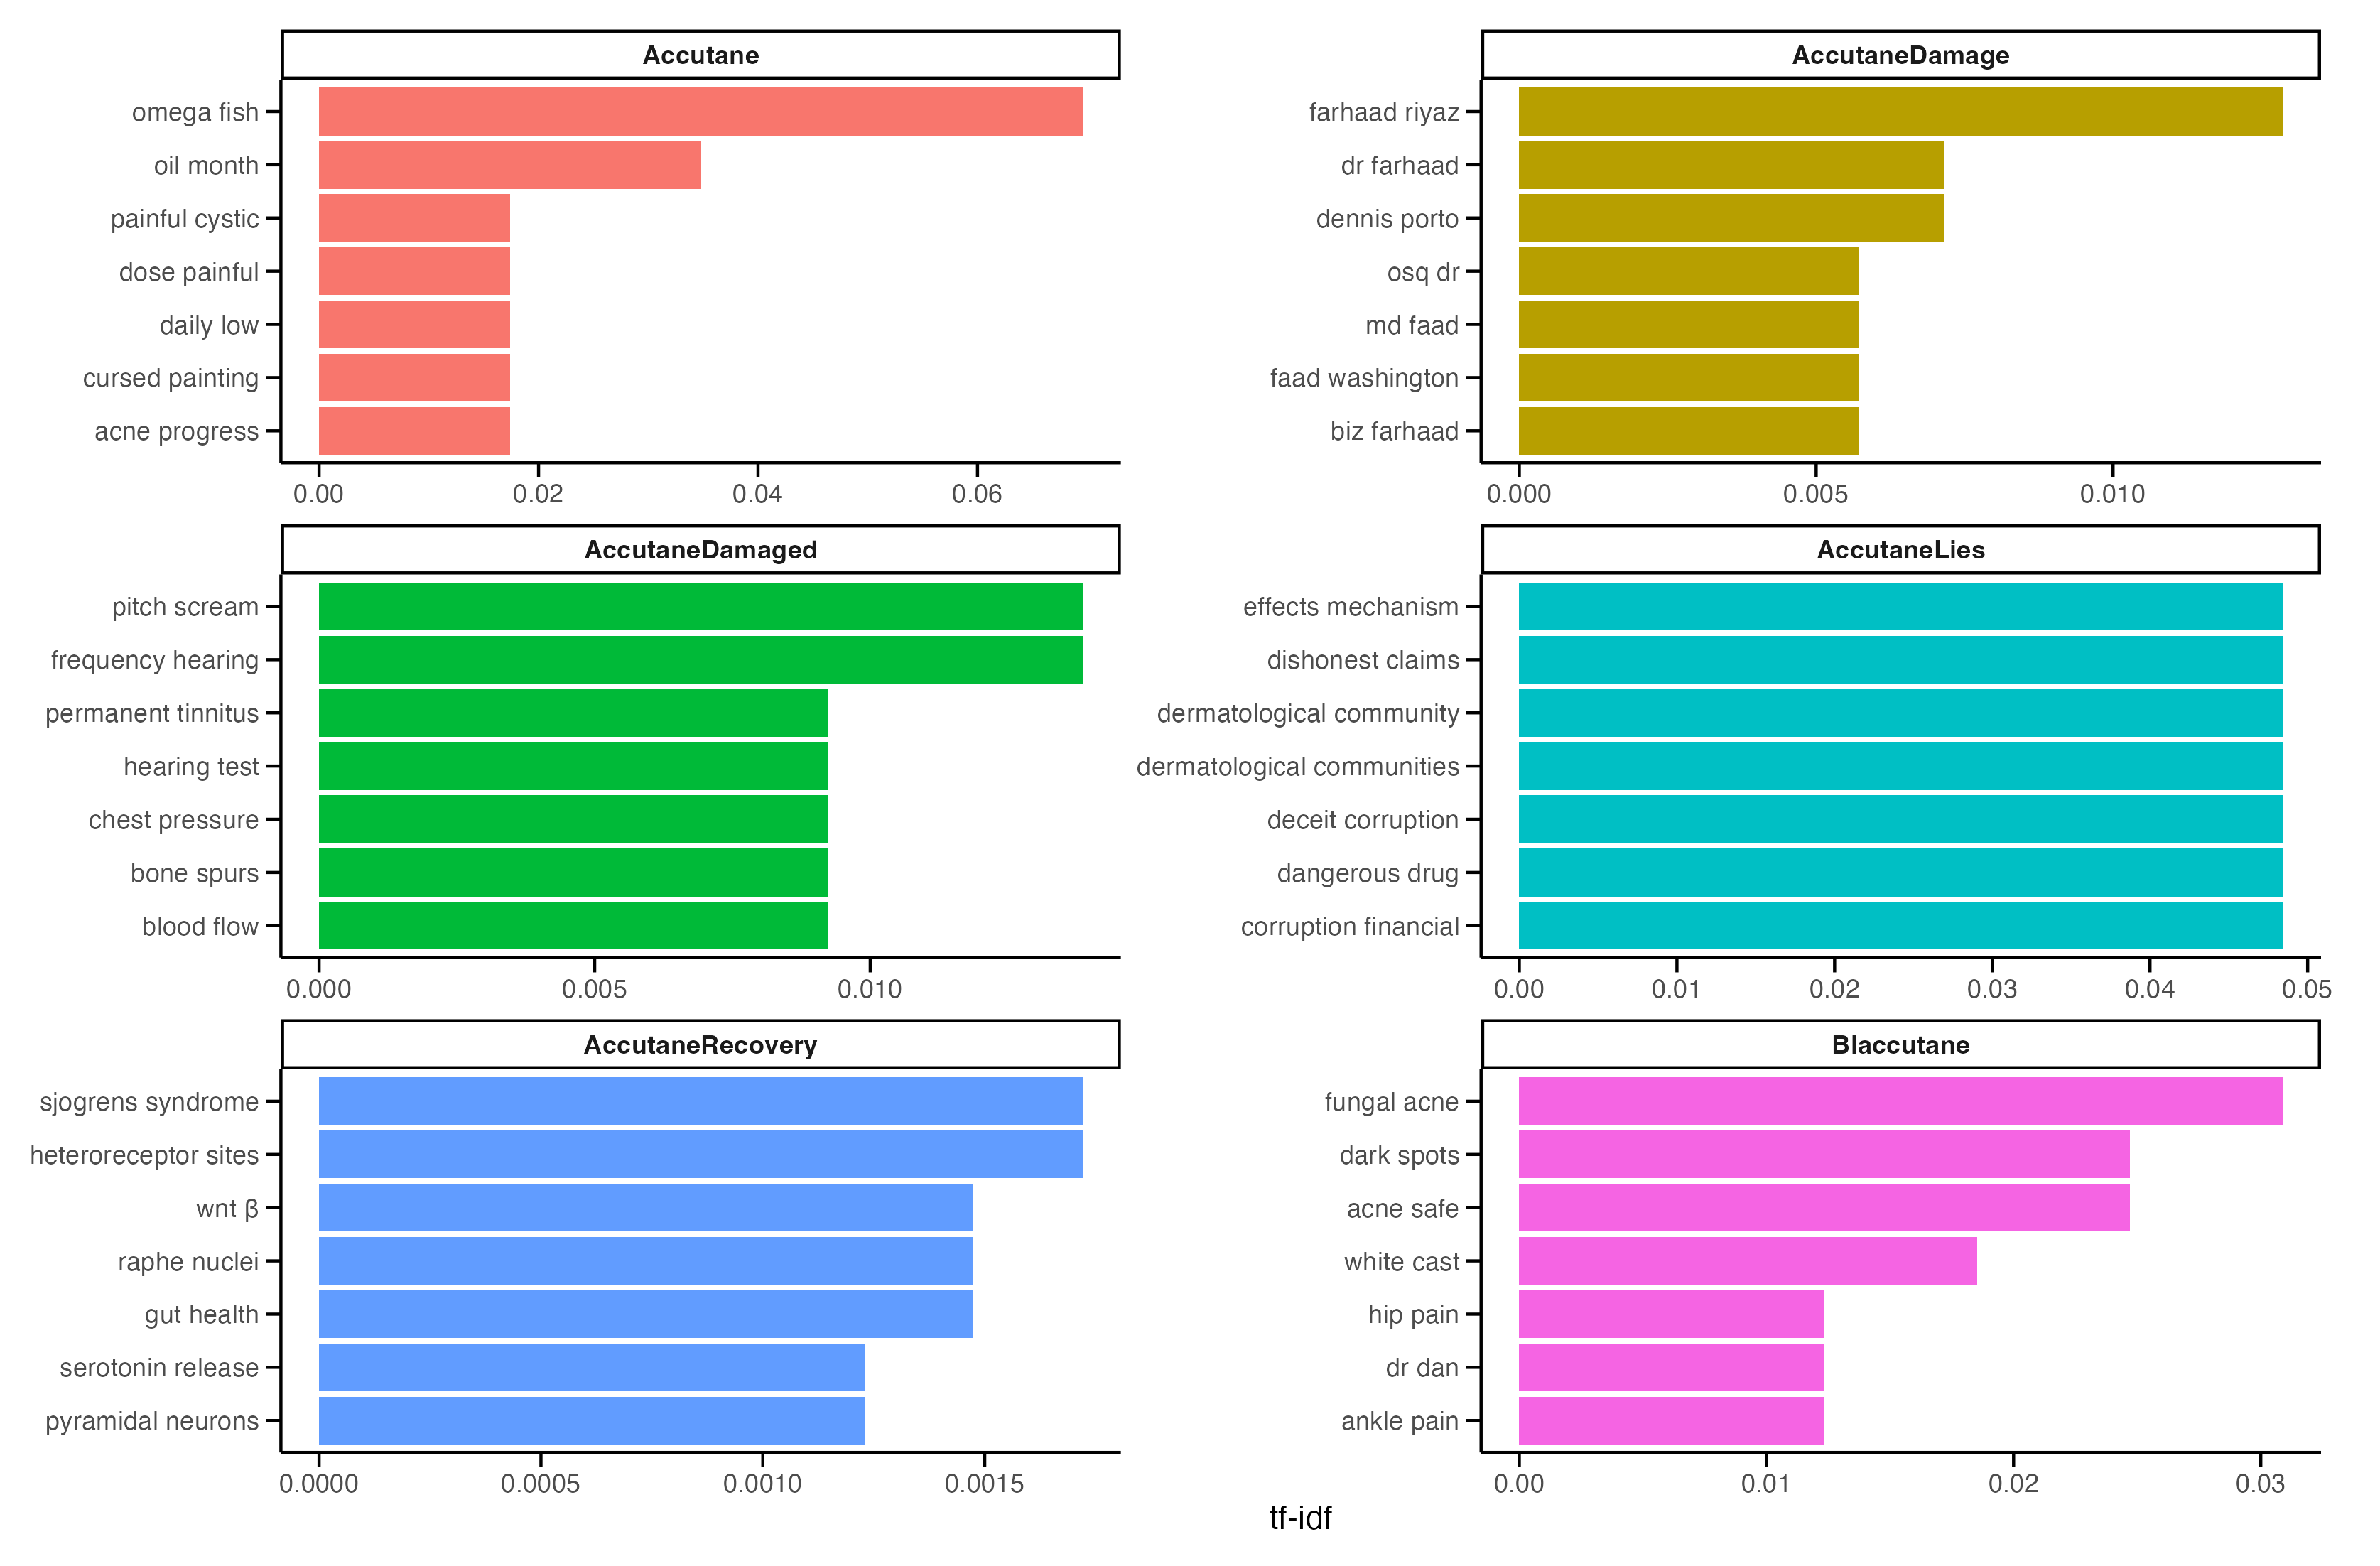 Accutane
omega fish
oil month
painful cystic
dose painful
daily low
cursed painting
acne progress
0.00 0.02 0.04 0.06
AccutaneDamage
farhaad riyaz
dr farhaad
dennis porto
osq dr
md faad
faad washington
biz farhaad
0.000 0.005 0.010
AccutaneDamaged
pitch scream
frequency hearing
permanent tinnitus
hearing test
chest pressure
bone spurs
blood flow
0.000 0.005 0.010
AccutaneLies
effects mechanism
dishonest claims
dermatological community
dermatological communities
deceit corruption
dangerous drug
corruption financial
0.00 0.01 0.02 0.03 0.04 0.05
AccutaneRecovery
sjogrens syndrome
heteroreceptor sites
wnt β
raphe nuclei
gut health
serotonin release
pyramidal neurons
0.0000 0.0005 0.0010 0.0015
Blaccutane
fungal acne
dark spots
acne safe
white cast
hip pain
dr dan
ankle pain
0.00 0.01 0.02 0.03
tf-idf